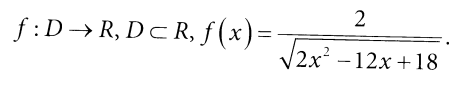 f : D → R, D ⊂ R, f(x) = 2 / √(2x² − 12x + 18).